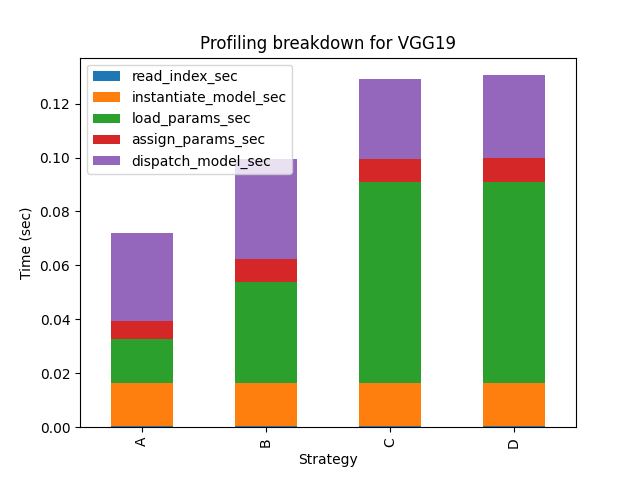 Profiling breakdown for VGG19
read_index_sec
instantiate_model_sec
load_params_sec
assign_params_sec
dispatch_model_sec
Time (sec)
0.12
0.10
0.08
0.06
0.04
0.02
0.00
A
B
C
D
Strategy